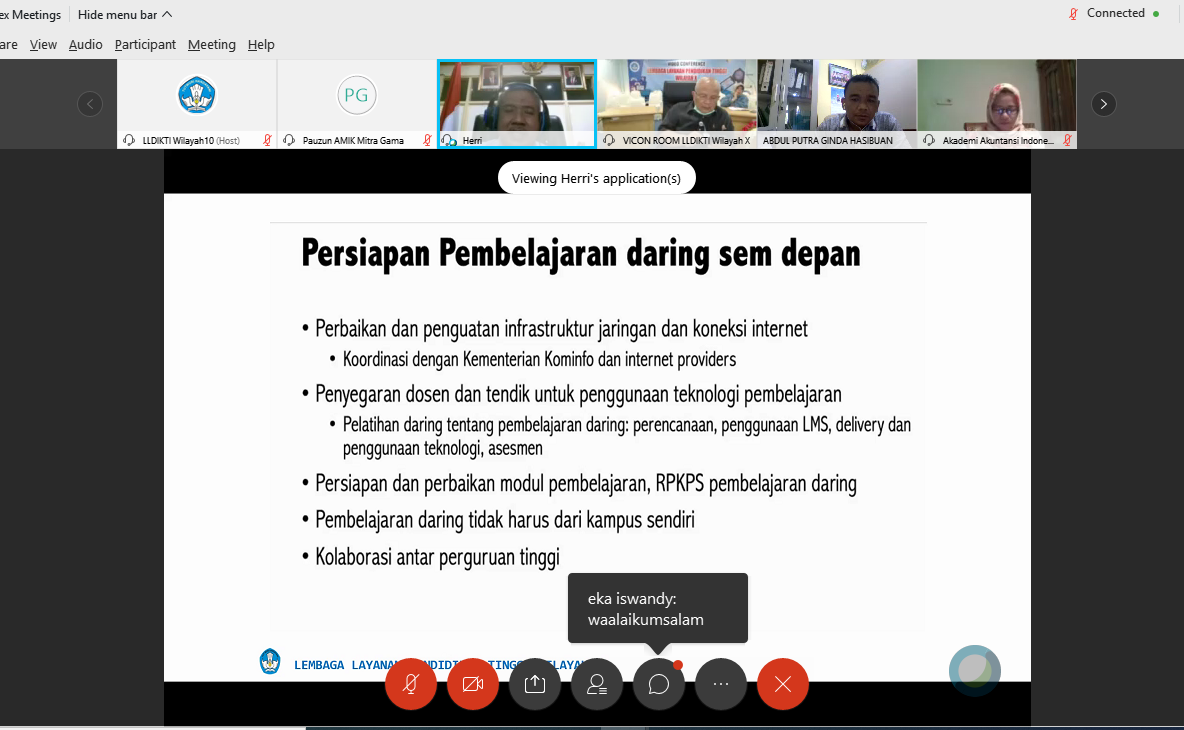 ex Meetings
Hide menu bar
Connected
are View Audio Participant Meeting Help
PG
LLDIKTI Wilayah10 (Host)
Pauzun AMIK Mitra Gama
Herri
VICON ROOM LLDIKTI Wilayah X
ABDUL PUTRA GINDA HASIBUAN
Akademi Akuntansi Indone...
Viewing Herri's application(s)
Persiapan Pembelajaran daring sem depan
• Perbaikan dan penguatan infrastruktur jaringan dan koneksi internet
• Koordinasi dengan Kementerian Kominfo dan internet providers
• Penyegaran dosen dan tendik untuk penggunaan teknologi pembelajaran
• Pelatihan daring tentang pembelajaran daring: perencanaan, penggunaan LMS, delivery dan
penggunaan teknologi, asesmen
• Persiapan dan perbaikan modul pembelajaran, RPKPS pembelajaran daring
• Pembelajaran daring tidak harus dari kampus sendiri
• Kolaborasi antar perguruan tinggi
eka iswandy:
waalaikumsalam
LEMBAGA